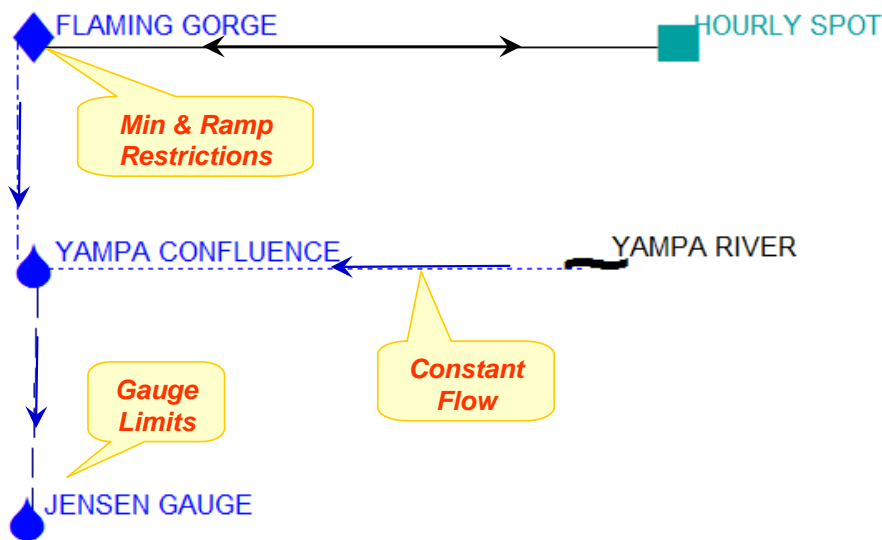 FLAMING GORGE
HOURLY SPOT
Min & Ramp
Restrictions
YAMPA CONFLUENCE
YAMPA RIVER
Constant
Flow
Gauge
Limits
JENSEN GAUGE